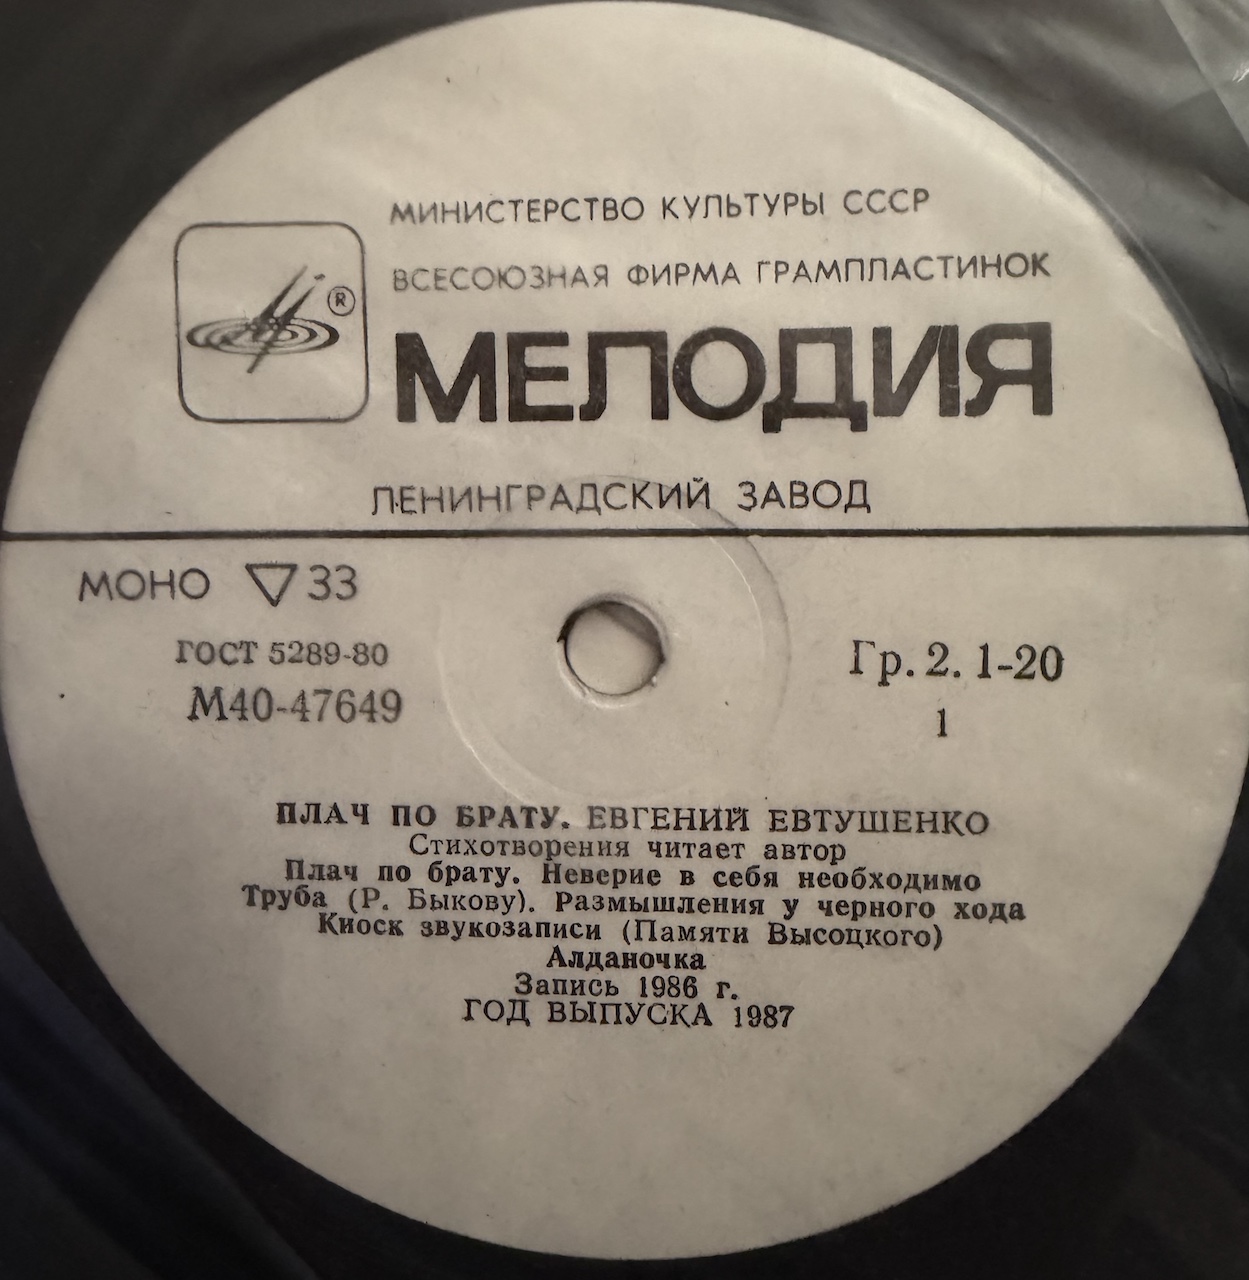 МИНИСТЕРСТВО КУЛЬТУРЫ СССР
ВСЕСОЮЗНАЯ ФИРМА ГРАМПЛАСТИНОК
®
МЕЛОДИЯ
ЛЕНИНГРАДСКИЙ ЗАВОД
МОНО ▽ 33
ГОСТ 5289-80
М40-47649
Гр. 2. 1-20
1
ПЛАЧ ПО БРАТУ. ЕВГЕНИЙ ЕВТУШЕНКО
Стихотворения читает автор
Плач по брату. Неверие в себя необходимо
Труба (Р. Быкову). Размышления у черного хода
Киоск звукозаписи (Памяти Высоцкого)
Алданочка
Запись 1986 г.
ГОД ВЫПУСКА 1987